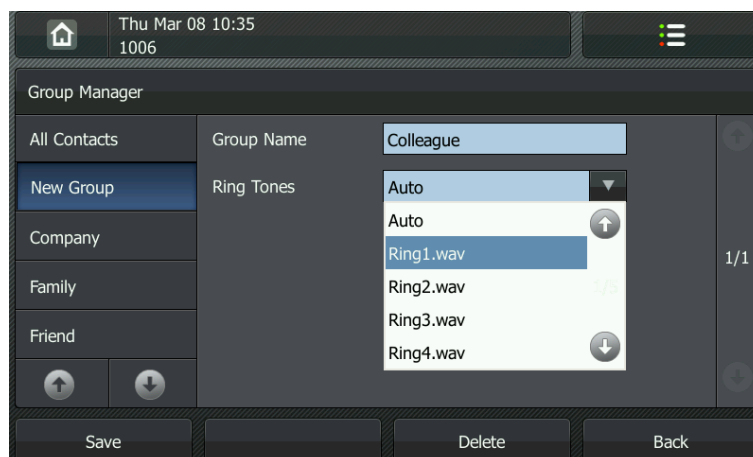 Thu Mar 08 10:35
1006
Group Manager
All Contacts
Group Name
Colleague
New Group
Ring Tones
Auto
Auto
Company
Ring1.wav
1/1
Family
Ring2.wav
Ring3.wav
Friend
Ring4.wav
Save
Delete
Back